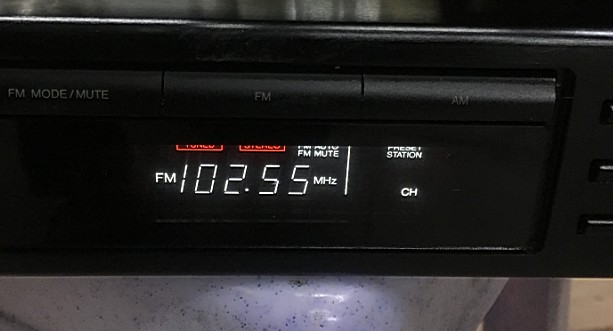 FM MODE/MUTE FM AM
TUNED STEREO FM AUTO PRESET
FM MUTE STATION
FM 102.55 MHz CH